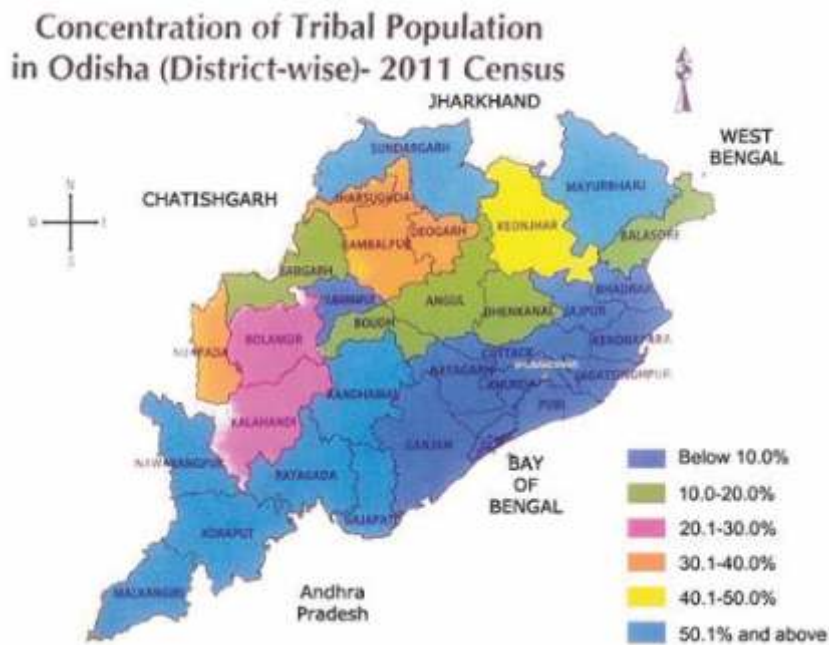 Concentration of Tribal Population
in Odisha (District-wise)- 2011 Census
JHARKHAND
WEST
BENGAL
CHATISHGARH
N
S
SUNDARGARH
MAYURBHANJ
JHARSUGHDA
KEONJHAR
DEOGARH
SAMBALPUR
BALASORE
BARGARH
BHADRAK
ANGUL
DHENKANAL
JAJPUR
BOUDH
KENDRAPARA
BOLANGIR
NUAPADA
CUTTACK
NAYAGARH
JAGATSINGHPUR
KANDHAMAL
KHURDA
PURI
KALAHANDI
GANJAM
NAWARANGPUR
RAYAGADA
GAJAPATI
KORAPUT
MALKANGIRI
BAY
OF
BENGAL
Andhra
Pradesh
Below 10.0%
10.0-20.0%
20.1-30.0%
30.1-40.0%
40.1-50.0%
50.1% and above